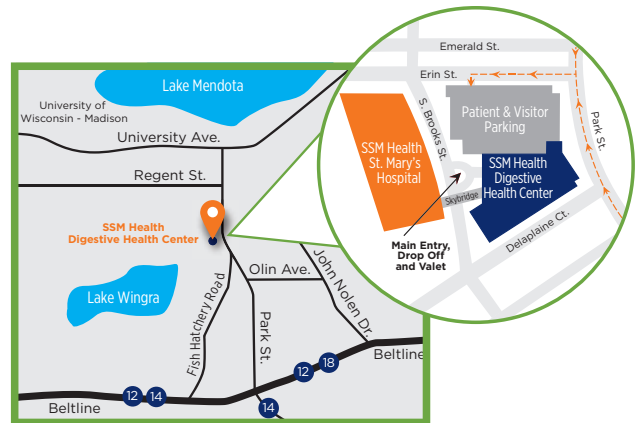 Lake Mendota
University of
Wisconsin - Madison
University Ave.
Regent St.
SSM Health
Digestive Health Center
Lake Wingra
Fish Hatchery Road
Park St.
Olin Ave.
John Nolen Dr.
Beltline
12
18
12
14
Beltline
14
Emerald St.
Erin St.
S. Brooks St.
Patient & Visitor
Parking
Park St.
SSM Health
St. Mary's
Hospital
SSM Health
Digestive
Health Center
Skybridge
Main Entry,
Drop Off
and Valet
Delaplaine Ct.